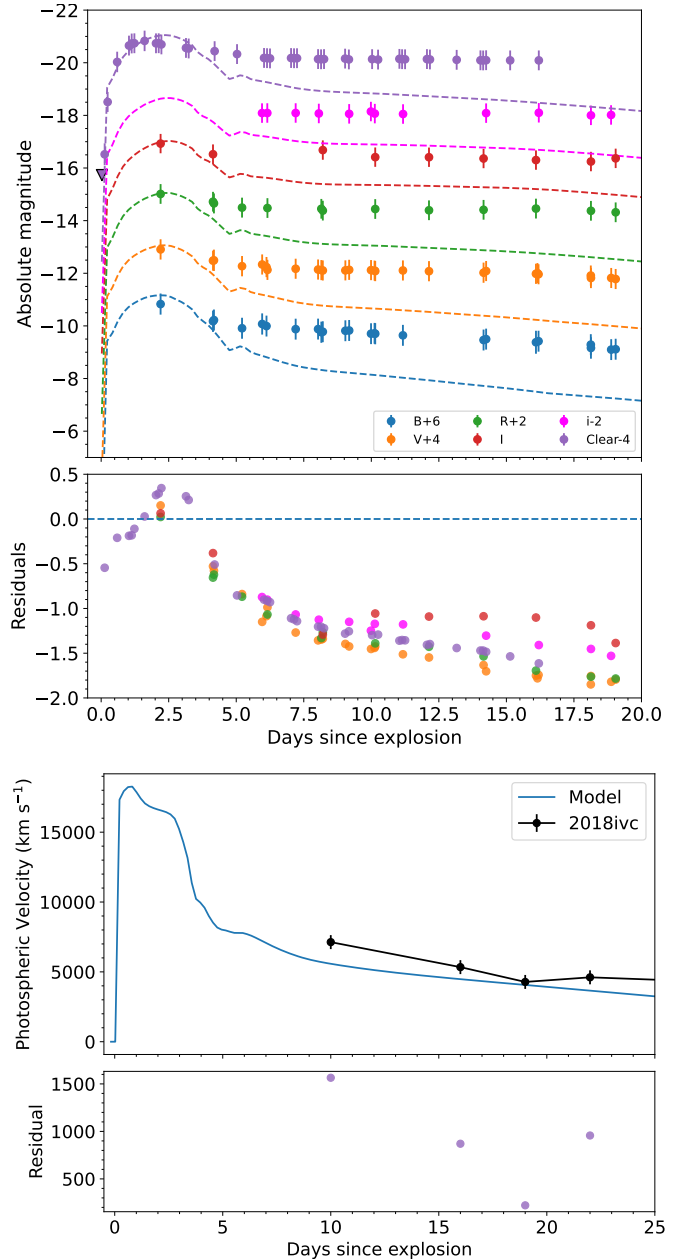 −22
−20
−18
−16
−14
−12
−10
−8
−6
Absolute magnitude
B+6
V+4
R+2
I
i-2
Clear-4
0.5
0.0
−0.5
−1.0
−1.5
−2.0
Residuals
0.0 2.5 5.0 7.5 10.0 12.5 15.0 17.5 20.0
Days since explosion
15000
10000
5000
0
Photospheric Velocity (km s⁻¹)
Model
2018ivc
1500
1000
500
Residual
0 5 10 15 20 25
Days since explosion